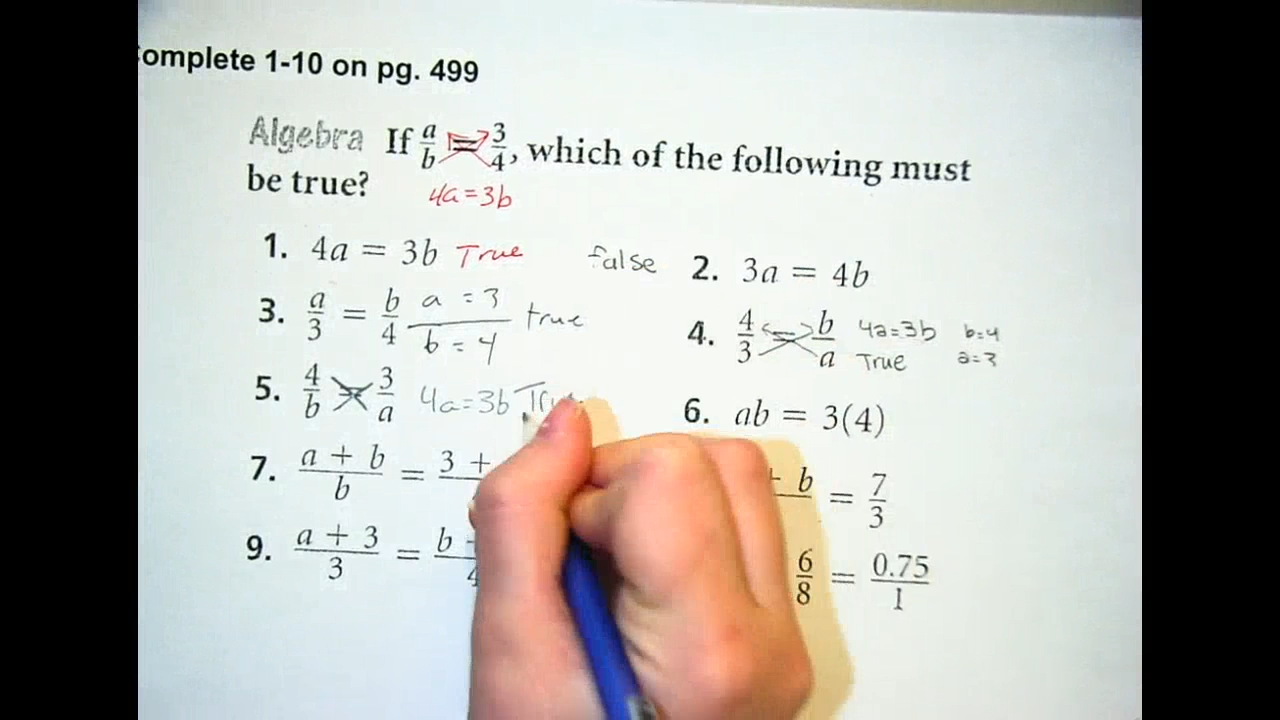 omplete 1-10 on pg. 499
Algebra If a/b = 3/4, which of the following must
be true?
4a=3b
1. 4a = 3b True
false 2. 3a = 4b
3. a/3 = b/4 a = 3 / b = 4 true
4. 4/3 = b/a 4a=3b b=4
True a=3
5. 4/b = 3/a 4a=3b
6. ab = 3(4)
7. (a + b)/b = 3 +
b = 7/3
9. (a + 3)/3 = b
6/8 = 0.75/1